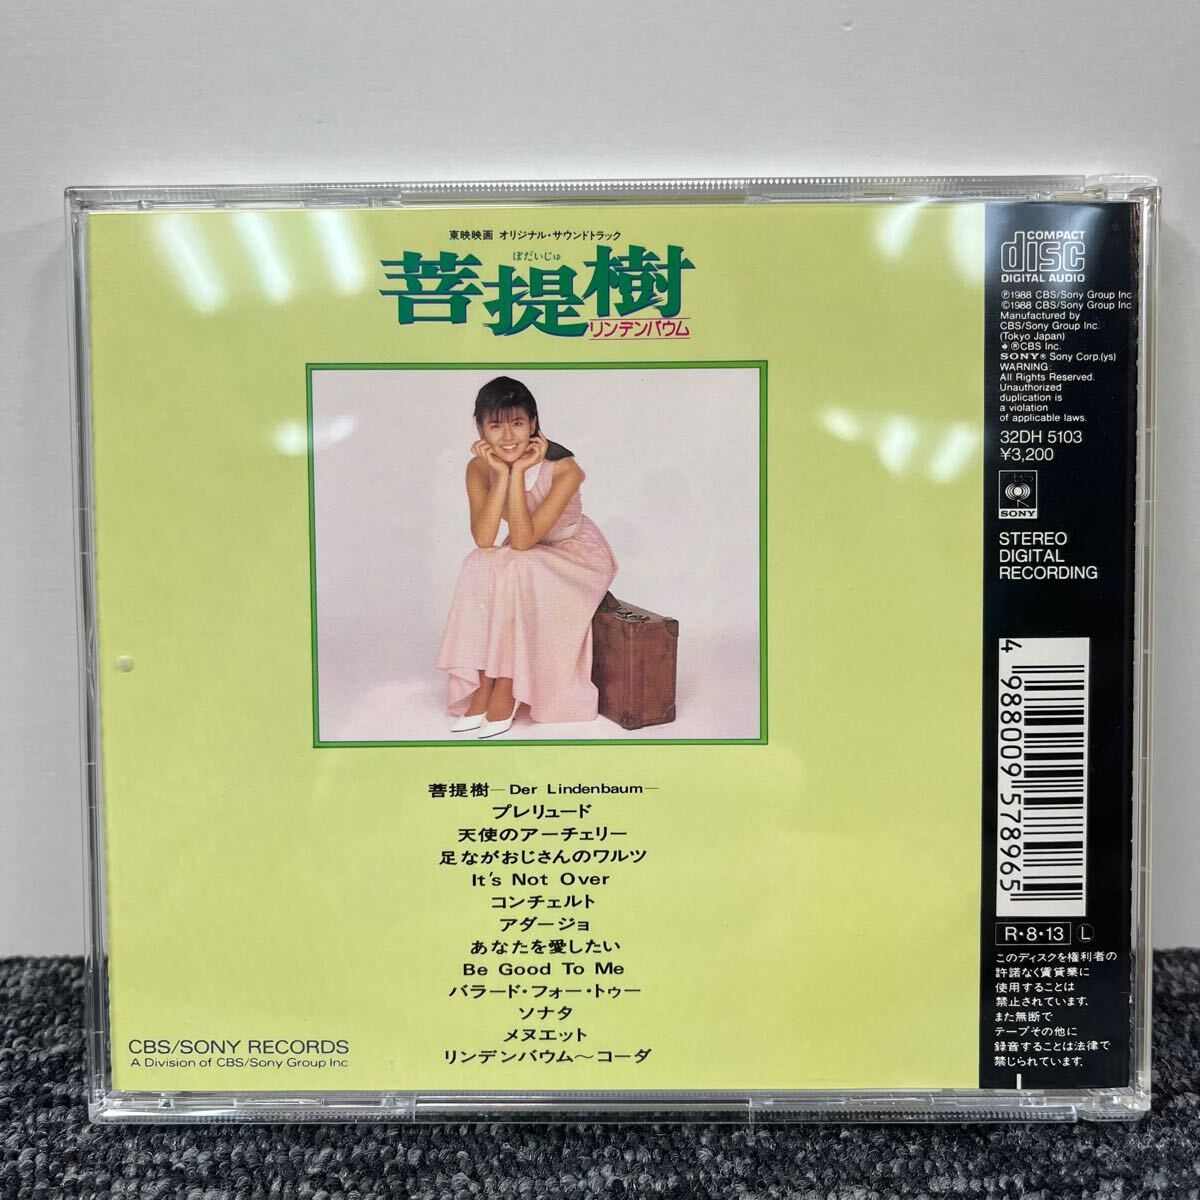 東映映画 オリジナル・サウンドトラック
ぼだいじゅ
菩提樹
リンデンバウム
菩提樹—Der Lindenbaum—
プレリュード
天使のアーチェリー
足ながおじさんのワルツ
It's Not Over
コンチェルト
アダージョ
あなたを愛したい
Be Good To Me
バラード・フォー・トゥー
ソナタ
メヌエット
リンデンバウム〜コーダ
CBS/SONY RECORDS
A Division of CBS/Sony Group Inc.
COMPACT
disc
DIGITAL AUDIO
Ⓟ1988 CBS/Sony Group Inc.
©1988 CBS/Sony Group Inc.
Manufactured by
CBS/Sony Group Inc.
(Tokyo Japan)
®CBS Inc.
SONY® Sony Corp.(ys)
WARNING:
All Rights Reserved.
Unauthorized
duplication is
a violation
of applicable laws.
32DH 5103
¥3,200
CBS
SONY
STEREO
DIGITAL
RECORDING
4 988009 578965
R・8・13 Ⓛ
このディスクを権利者の
許諾なく賃貸業に
使用することは
禁止されています。
また無断で
テープその他に
録音することは法律で
禁じられています。